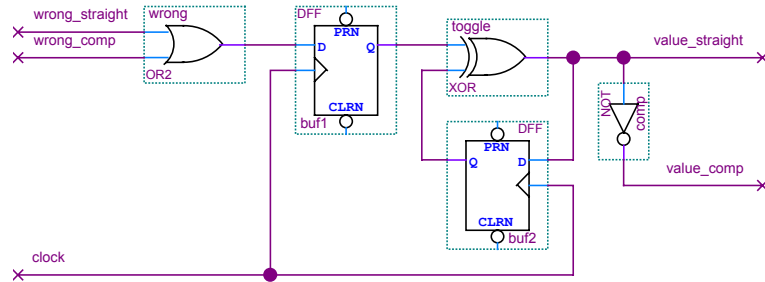 wrong
DFF
wrong_straight
PRN
toggle
D
Q
value_straight
wrong_comp
OR2
XOR
NOT
comp
CLRN
buf1
DFF
PRN
Q
D
value_comp
CLRN
buf2
clock